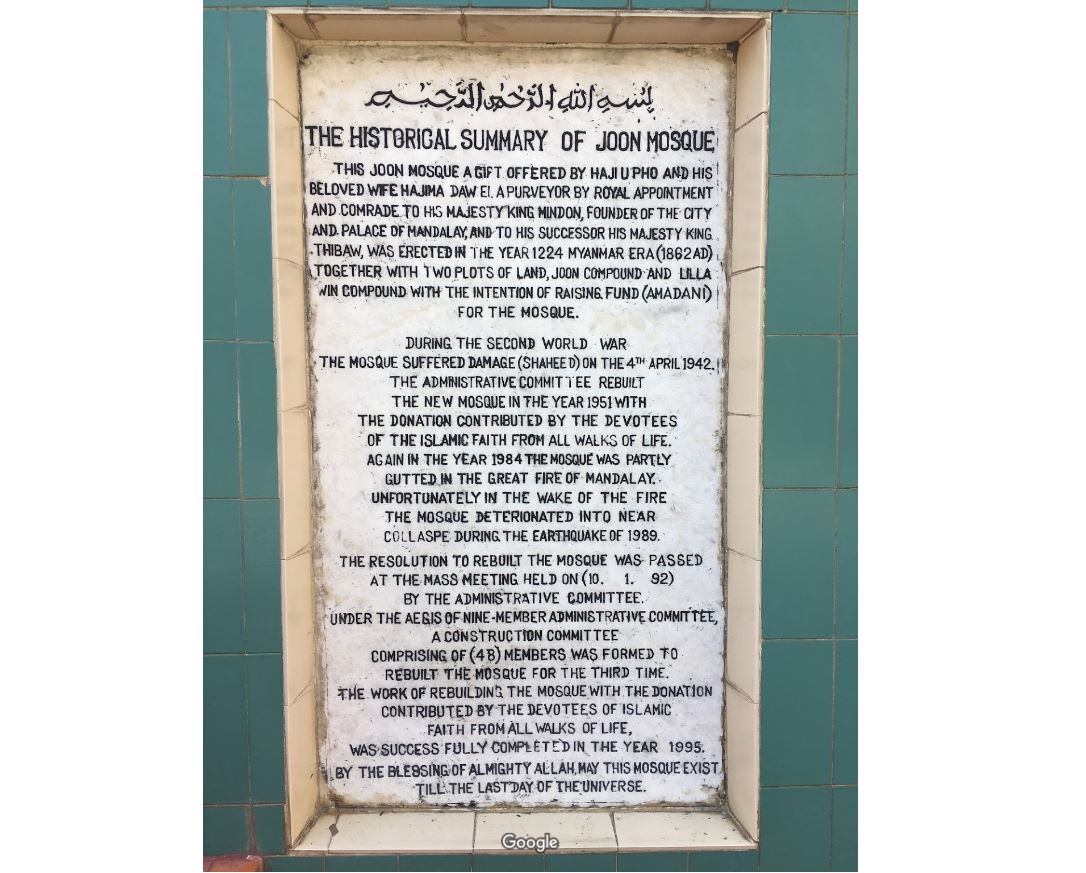 بسم الله الرحمن الرحيم
THE HISTORICAL SUMMARY OF JOON MOSQUE
THIS JOON MOSQUE A GIFT OFFERED BY HAJI U PHO AND HIS
BELOVED WIFE HAJIMA DAW EI. A PURVEYOR BY ROYAL APPOINTMENT
AND COMRADE TO HIS MAJESTY KING MINDON, FOUNDER OF THE CITY
AND PALACE OF MANDALAY, AND TO HIS SUCCESSOR HIS MAJESTY KING
THIBAW, WAS ERECTED IN THE YEAR 1224 MYANMAR ERA (1862 AD)
TOGETHER WITH TWO PLOTS OF LAND, JOON COMPOUND AND LILLA
WIN COMPOUND WITH THE INTENTION OF RAISING FUND (AMADANI)
FOR THE MOSQUE.
DURING THE SECOND WORLD WAR
THE MOSQUE SUFFERED DAMAGE (SHAHEED) ON THE 4TH APRIL 1942.
THE ADMINISTRATIVE COMMITTEE REBUILT
THE NEW MOSQUE IN THE YEAR 1951 WITH
THE DONATION CONTRIBUTED BY THE DEVOTEES
OF THE ISLAMIC FAITH FROM ALL WALKS OF LIFE.
AGAIN IN THE YEAR 1984 THE MOSQUE WAS PARTLY
GUTTED IN THE GREAT FIRE OF MANDALAY.
UNFORTUNATELY IN THE WAKE OF THE FIRE
THE MOSQUE DETERIONATED INTO NEAR
COLLASPE DURING THE EARTHQUAKE OF 1989.
THE RESOLUTION TO REBUILT THE MOSQUE WAS PASSED
AT THE MASS MEETING HELD ON (10. 1. 92)
BY THE ADMINISTRATIVE COMMITTEE.
UNDER THE AEGIS OF NINE-MEMBER ADMINISTRATIVE COMMITTEE,
A CONSTRUCTION COMMITTEE
COMPRISING OF (48) MEMBERS WAS FORMED TO
REBUILT THE MOSQUE FOR THE THIRD TIME.
THE WORK OF REBUILDING THE MOSQUE WITH THE DONATION
CONTRIBUTED BY THE DEVOTEES OF ISLAMIC
FAITH FROM ALL WALKS OF LIFE,
WAS SUCCESS FULLY COMPLETED IN THE YEAR 1995.
BY THE BLESSING OF ALMIGHTY ALLAH, MAY THIS MOSQUE EXIST
TILL THE LAST DAY OF THE UNIVERSE.
Google